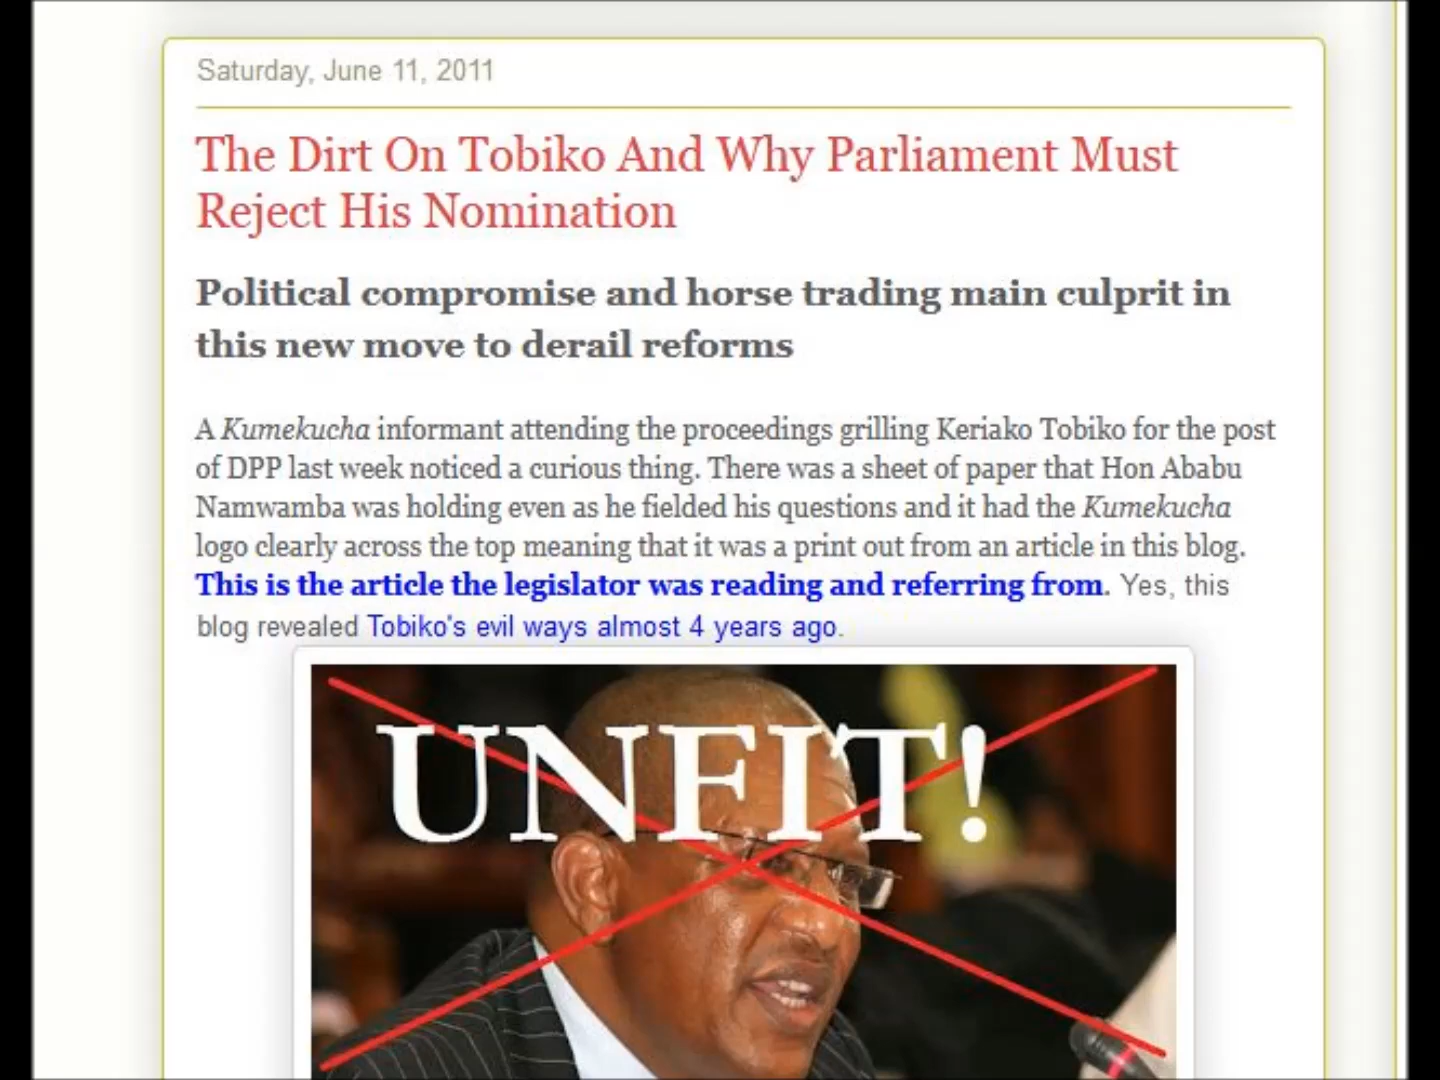 Saturday, June 11, 2011
The Dirt On Tobiko And Why Parliament Must
Reject His Nomination
Political compromise and horse trading main culprit in
this new move to derail reforms
A Kumekucha informant attending the proceedings grilling Keriako Tobiko for the post
of DPP last week noticed a curious thing. There was a sheet of paper that Hon Ababu
Namwamba was holding even as he fielded his questions and it had the Kumekucha
logo clearly across the top meaning that it was a print out from an article in this blog.
This is the article the legislator was reading and referring from. Yes, this
blog revealed Tobiko's evil ways almost 4 years ago.
UNFIT!